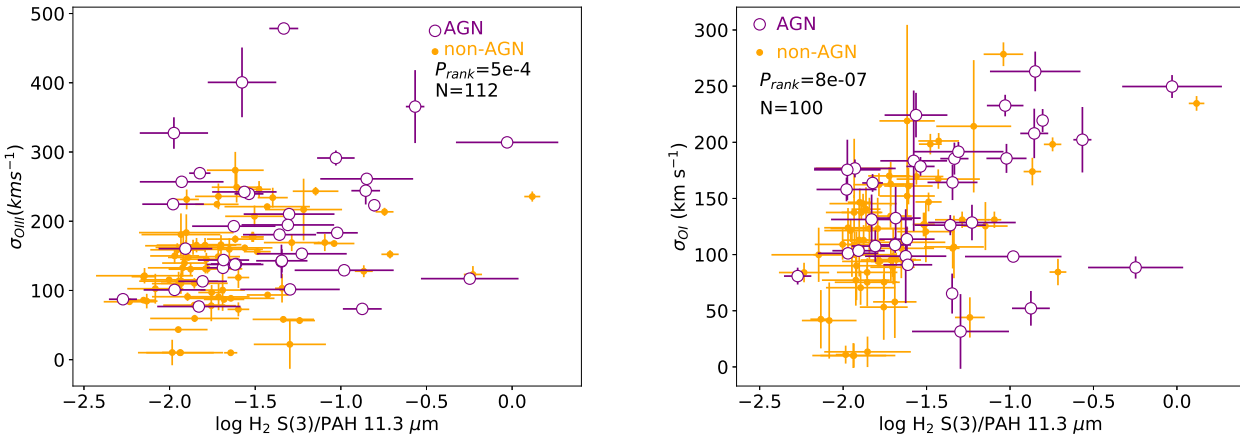 500
400
300
200
100
0
σOIII(kms⁻¹)
AGN
non-AGN
Prank=5e-4
N=112
−2.5 −2.0 −1.5 −1.0 −0.5 0.0
log H₂ S(3)/PAH 11.3 μm
300
250
200
150
100
50
0
σOI (km s⁻¹)
AGN
non-AGN
Prank=8e-07
N=100
−2.5 −2.0 −1.5 −1.0 −0.5 0.0
log H₂ S(3)/PAH 11.3 μm